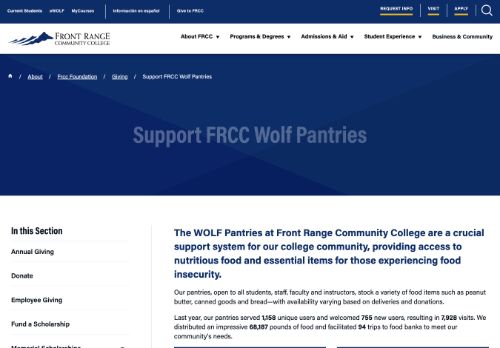 Current Students eWOLF MyCourses Información en español Give to FRCC REQUEST INFO VISIT APPLY
FRONT RANGE
COMMUNITY COLLEGE
About FRCC Programs & Degrees Admissions & Aid Student Experience Business & Community
/ About / Frcc Foundation / Giving / Support FRCC Wolf Pantries
Support FRCC Wolf Pantries
In this Section
Annual Giving
Donate
Employee Giving
Fund a Scholarship
Memorial Scholarships
The WOLF Pantries at Front Range Community College are a crucial
support system for our college community, providing access to
nutritious food and essential items for those experiencing food
insecurity.
Our pantries, open to all students, staff, faculty and instructors, stock a variety of food items such as peanut
butter, canned goods and bread—with availability varying based on deliveries and donations.
Last year, our pantries served 1,158 unique users and welcomed 755 new users, resulting in 7,928 visits. We
distributed an impressive 68,187 pounds of food and facilitated 94 trips to food banks to meet our
community's needs.